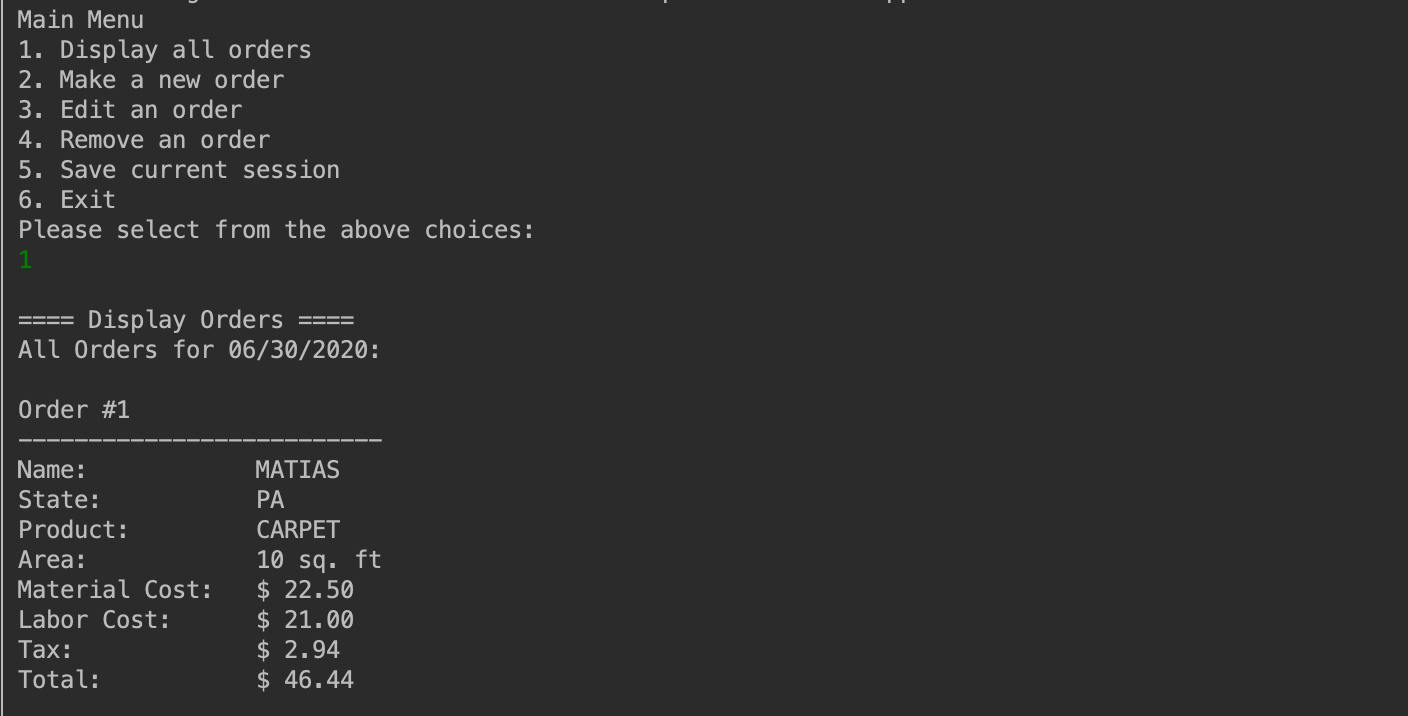 Main Menu
1. Display all orders
2. Make a new order
3. Edit an order
4. Remove an order
5. Save current session
6. Exit
Please select from the above choices:
1
==== Display Orders ====
All Orders for 06/30/2020:
Order #1
--------------------------
Name: MATIAS
State: PA
Product: CARPET
Area: 10 sq. ft
Material Cost: $ 22.50
Labor Cost: $ 21.00
Tax: $ 2.94
Total: $ 46.44